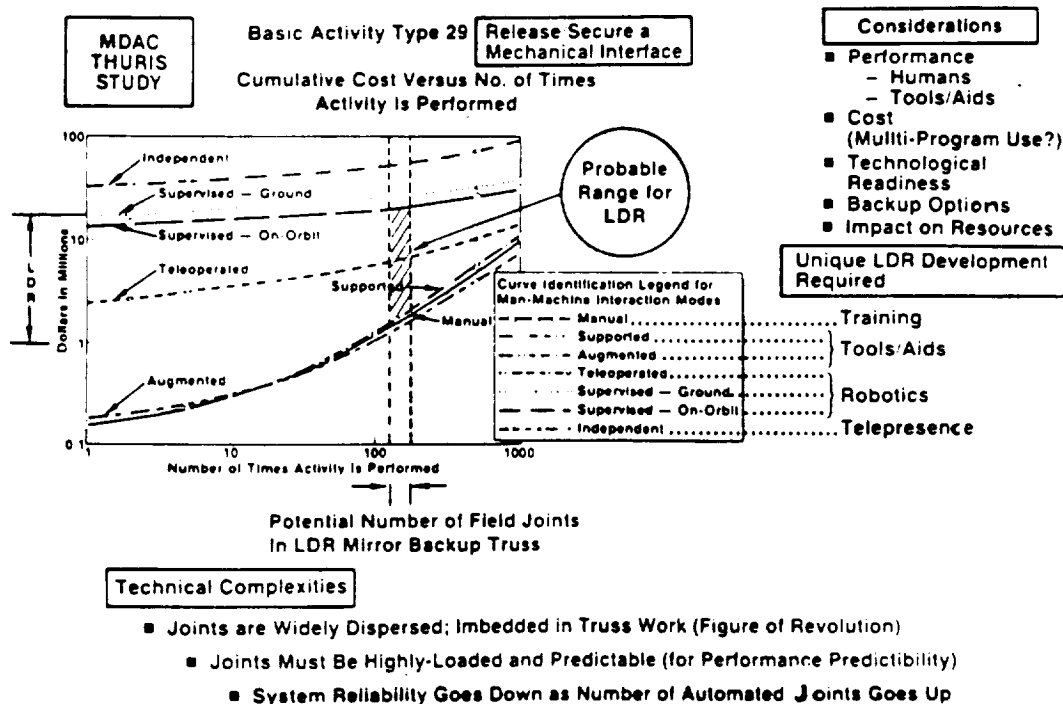 MDAC
THURIS
STUDY
Basic Activity Type 29
Release Secure a
Mechanical Interface
Cumulative Cost Versus No. of Times
Activity Is Performed
Considerations
■ Performance
– Humans
– Tools/Aids
■ Cost
(Mullti-Program Use?)
■ Technological
Readiness
■ Backup Options
■ Impact on Resources
Unique LDR Development
Required
Probable
Range for
LDR
100
10
1
0 1
Dollars in Millions
LDR
Independent
Supervised – Ground
Supervised – On-Orbit
Teleoperated
Supported
Manual
Augmented
1
10
100
1000
Number of Times Activity Is Performed
Curve Identification Legend for
Man-Machine Interaction Modes
Manual ........ Training
Supported ........
Augmented ........
Tools/Aids
Teleoperated ........
Supervised – Ground ........
Supervised – On-Orbit ........
Robotics
Independent ........ Telepresence
Potential Number of Field Joints
In LDR Mirror Backup Truss
Technical Complexities
■ Joints are Widely Dispersed; Imbedded in Truss Work (Figure of Revolution)
■ Joints Must Be Highly-Loaded and Predictable (for Performance Predictibility)
■ System Reliability Goes Down as Number of Automated Joints Goes Up